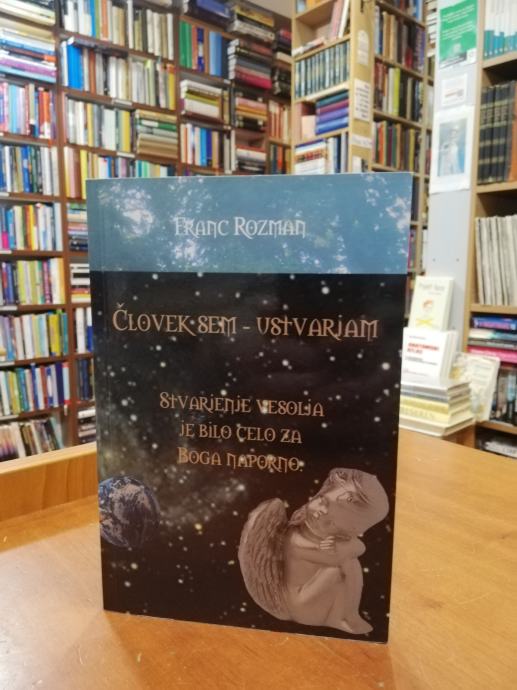 Franc Rozman
Človek sem - ustvarjam
Stvarjenje vesolja
je bilo celo za
Boga naporno.